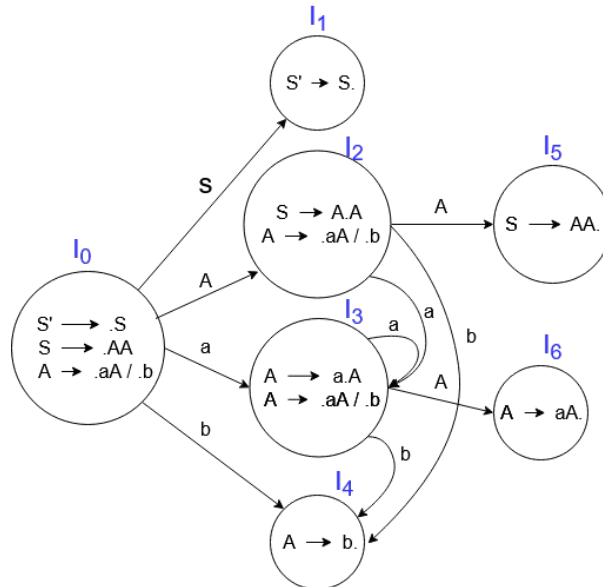 I1
S' → S.
I2
S
S → A.A
A → .aA / .b
A
I5
S → AA.
I0
A
S' → .S
S → .AA
A → .aA / .b
a
b
I3
a
a
b
A → a.A
A → .aA / .b
A
I6
A → aA.
b
I4
A → b.